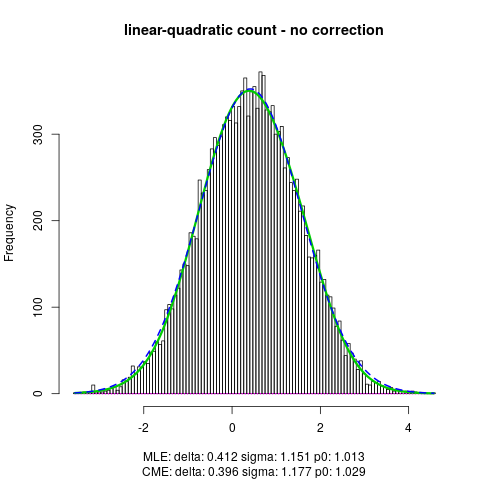 linear-quadratic count - no correction
Frequency
300
200
100
0
-2 0 2 4
MLE: delta: 0.412 sigma: 1.151 p0: 1.013
CME: delta: 0.396 sigma: 1.177 p0: 1.029